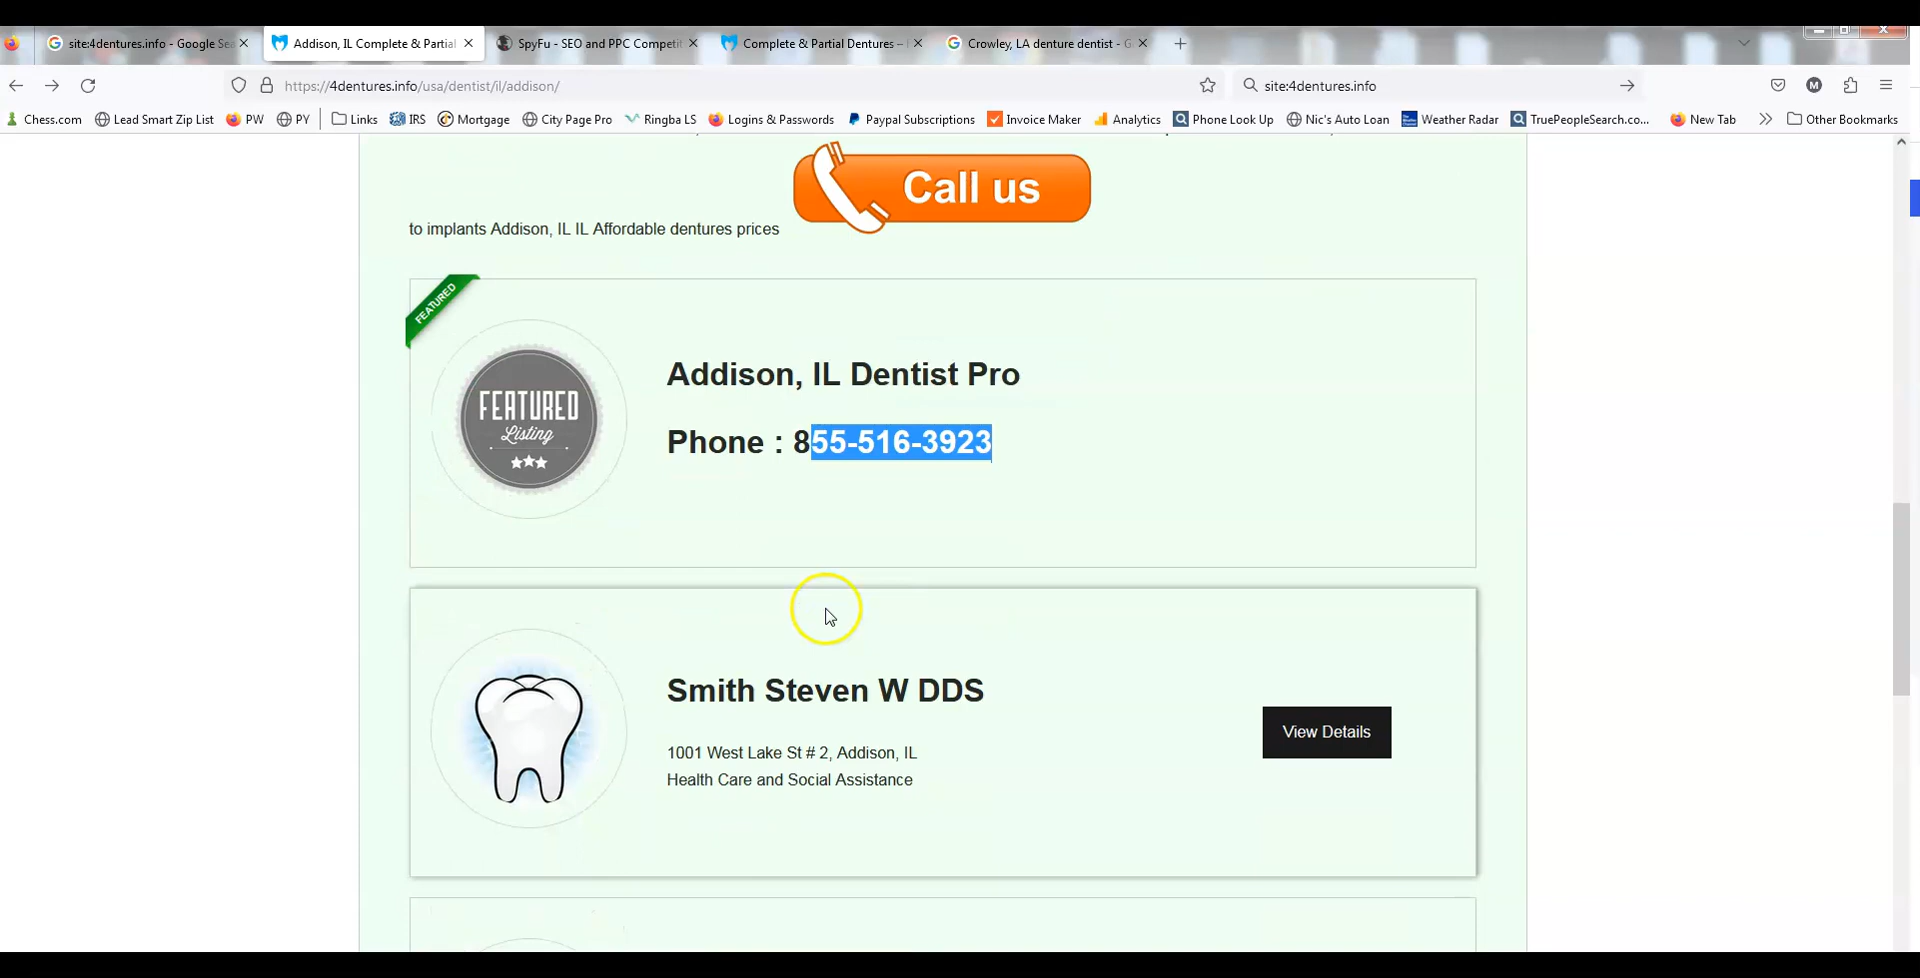 site:4dentures.info - Google Sea
Addison, IL Complete & Partial
SpyFu - SEO and PPC Competit
Complete & Partial Dentures –
Crowley, LA denture dentist - G
https://4dentures.info/usa/dentist/il/addison/
site:4dentures.info
M
Chess.com
Lead Smart Zip List
PW
PY
Links
IRS
Mortgage
City Page Pro
Ringba LS
Logins & Passwords
Paypal Subscriptions
Invoice Maker
Analytics
Phone Look Up
Nic's Auto Loan
Weather Radar
TruePeopleSearch.co...
New Tab
Other Bookmarks
Call us
to implants Addison, IL IL Affordable dentures prices
FEATURED
FEATURED
Listing
Addison, IL Dentist Pro
Phone : 855-516-3923
Smith Steven W DDS
1001 West Lake St # 2, Addison, IL
Health Care and Social Assistance
View Details